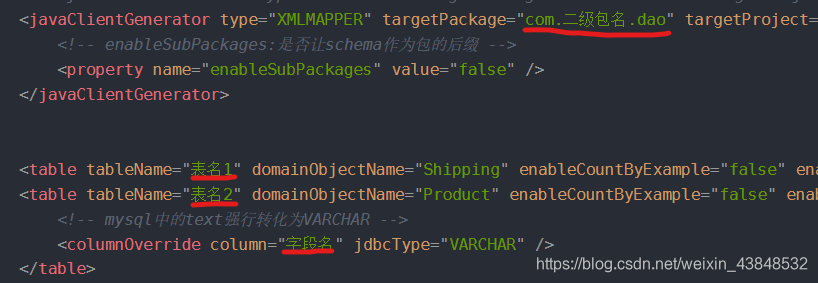 <javaClientGenerator type="XMLMAPPER" targetPackage="com.二级包名.dao" targetProject=
<!-- enableSubPackages:是否让schema作为包的后缀 -->
<property name="enableSubPackages" value="false" />
</javaClientGenerator>
<table tableName="表名1" domainObjectName="Shipping" enableCountByExample="false" ena
<table tableName="表名2" domainObjectName="Product" enableCountByExample="false" enab
<!-- mysql中的text强行转化为VARCHAR -->
<columnOverride column="字段名" jdbcType="VARCHAR" />
</table>
https://blog.csdn.net/weixin_43848532